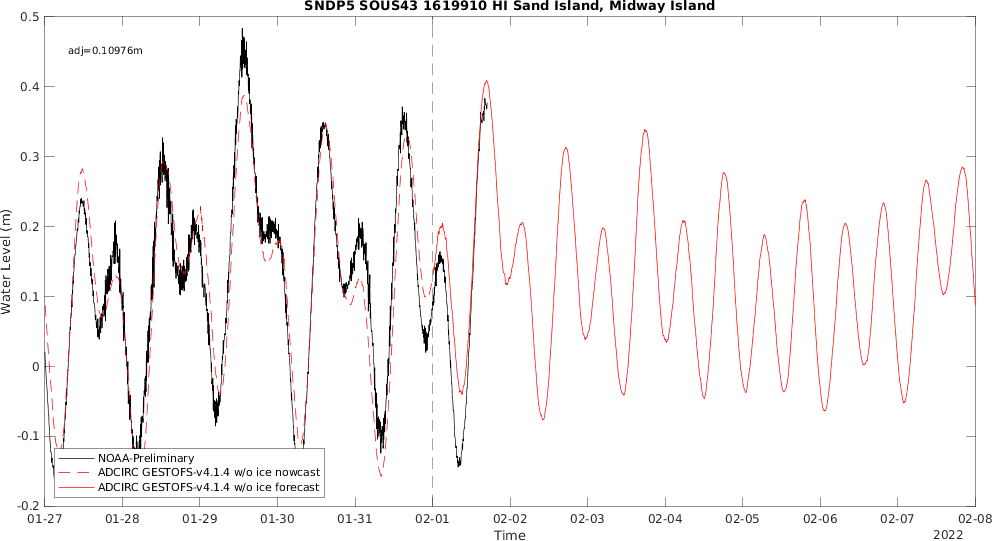 SNDP5 SOUS43 1619910 HI Sand Island, Midway Island
adj=0.10976m
Water Level (m)
0.5
0.4
0.3
0.2
0.1
0
-0.1
-0.2
NOAA-Preliminary
ADCIRC GESTOFS-v4.1.4 w/o ice nowcast
ADCIRC GESTOFS-v4.1.4 w/o ice forecast
01-27 01-28 01-29 01-30 01-31 02-01 02-02 02-03 02-04 02-05 02-06 02-07 02-08
Time
2022